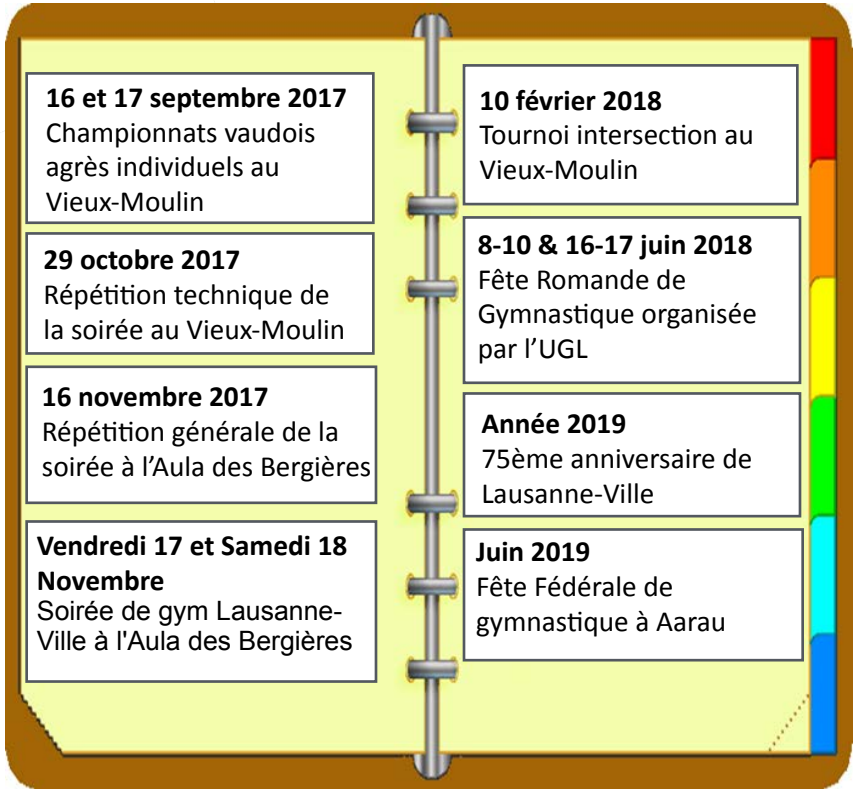 16 et 17 septembre 2017
Championnats vaudois
agrès individuels au
Vieux-Moulin
29 octobre 2017
Répétition technique de
la soirée au Vieux-Moulin
16 novembre 2017
Répétition générale de la
soirée à l’Aula des Bergières
Vendredi 17 et Samedi 18
Novembre
Soirée de gym Lausanne-
Ville à l'Aula des Bergières
10 février 2018
Tournoi intersection au
Vieux-Moulin
8-10 & 16-17 juin 2018
Fête Romande de
Gymnastique organisée
par l’UGL
Année 2019
75ème anniversaire de
Lausanne-Ville
Juin 2019
Fête Fédérale de
gymnastique à Aarau